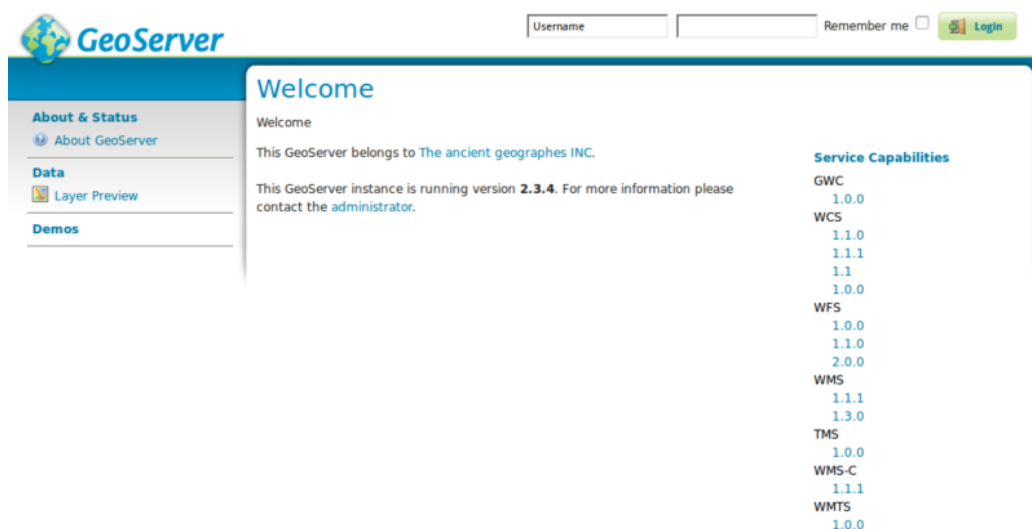 GeoServer
Username
Remember me
Login
Welcome
About & Status
About GeoServer
Data
Layer Preview
Demos
Welcome
This GeoServer belongs to The ancient geographes INC.
This GeoServer instance is running version 2.3.4. For more information please
contact the administrator.
Service Capabilities
GWC
1.0.0
WCS
1.1.0
1.1.1
1.1
1.0.0
WFS
1.0.0
1.1.0
2.0.0
WMS
1.1.1
1.3.0
TMS
1.0.0
WMS-C
1.1.1
WMTS
1.0.0